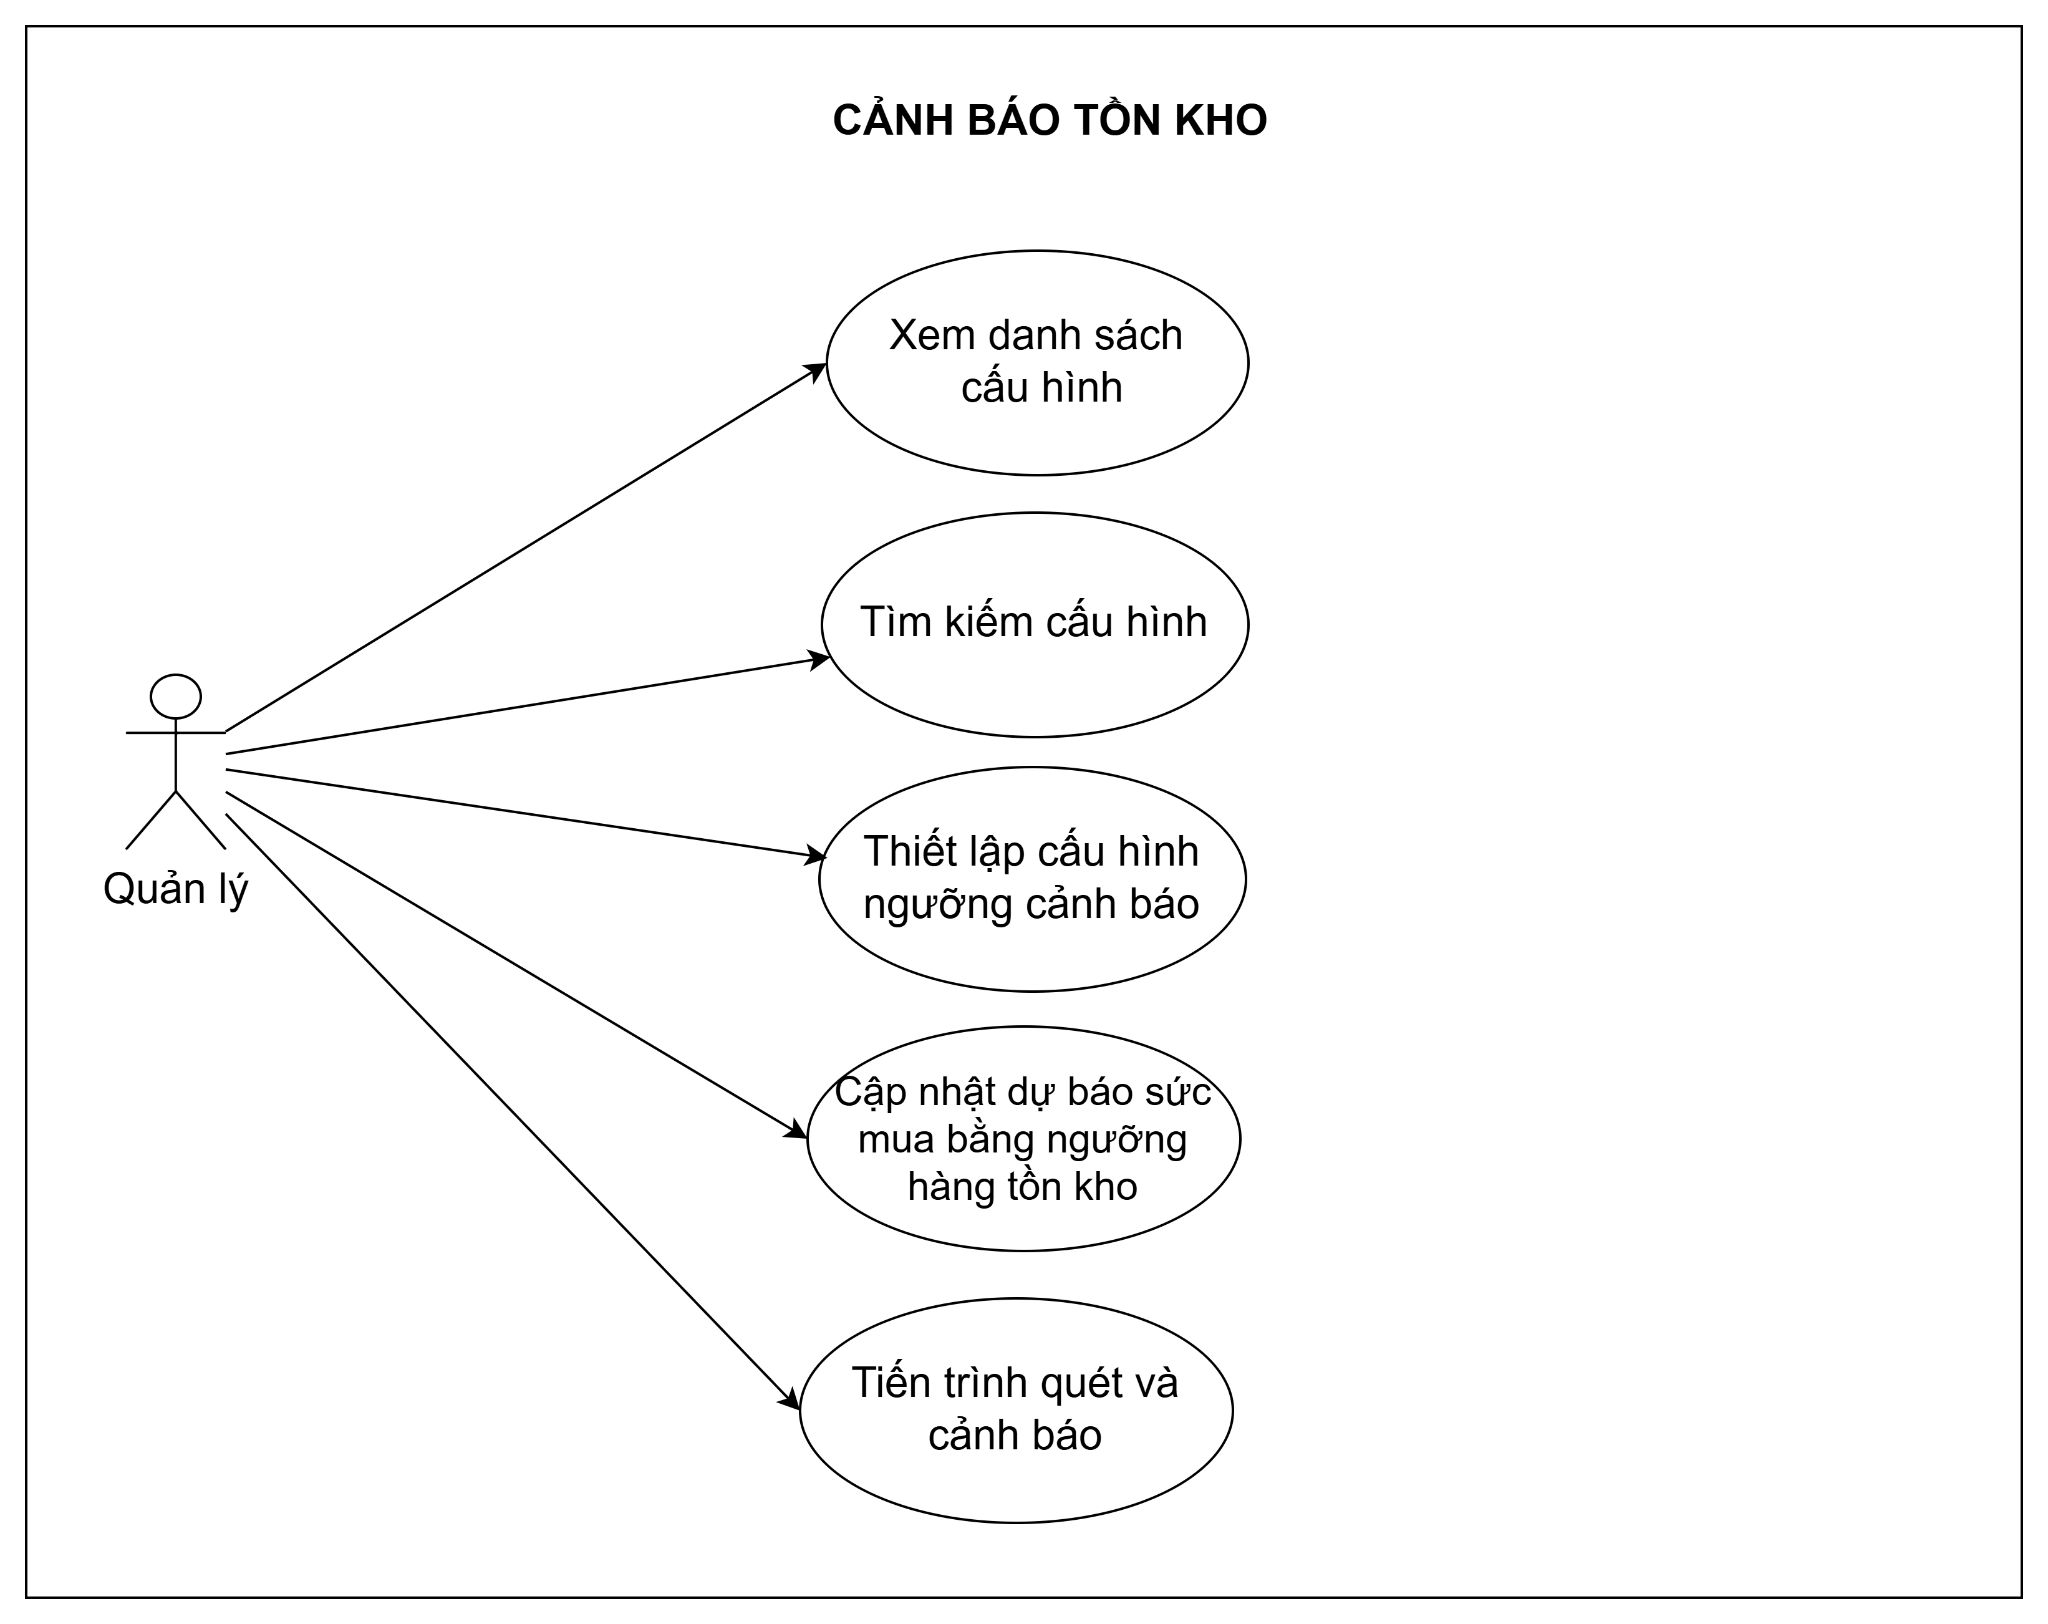 CẢNH BÁO TỒN KHO
Xem danh sách
cấu hình
Tìm kiếm cấu hình
Thiết lập cấu hình
ngưỡng cảnh báo
Quản lý
Cập nhật dự báo sức
mua bằng ngưỡng
hàng tồn kho
Tiến trình quét và
cảnh báo